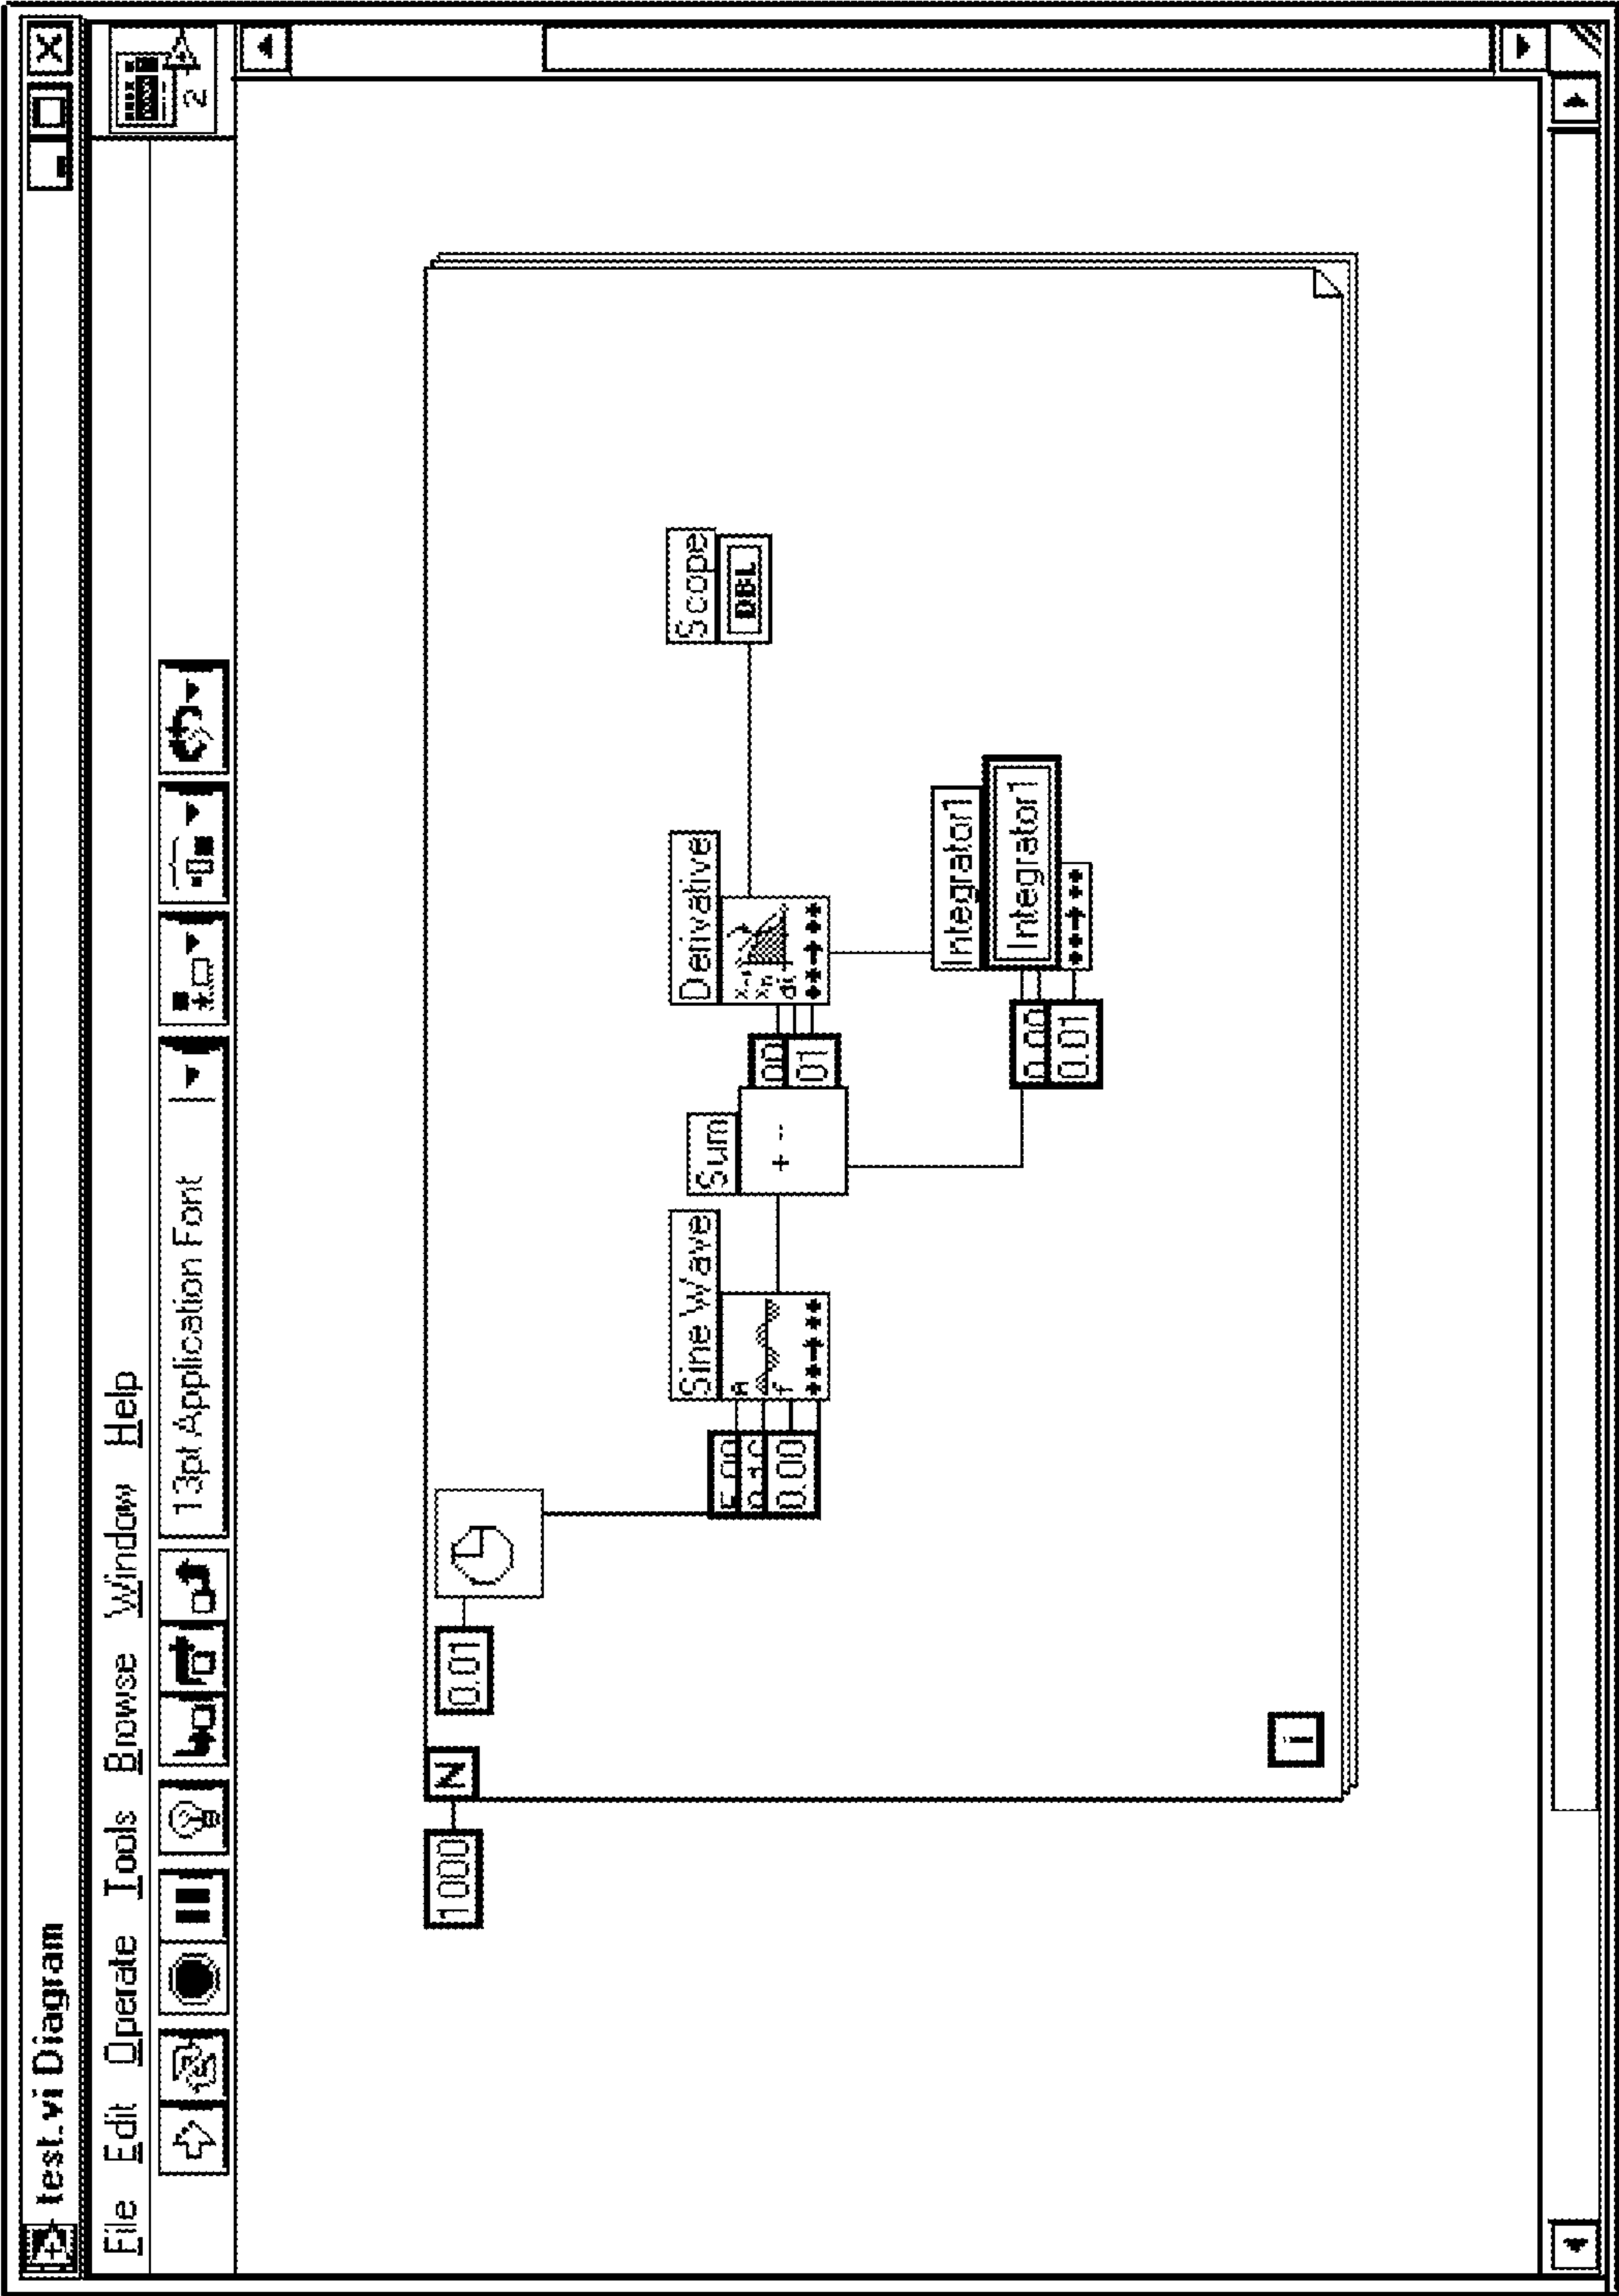 test.vi Diagram
File Edit Operate Tools Browse Window Help
13pt Application Font
2
1000
N
0.01
Sine Wave
A
f
0.00
Sum
+ --
00
01
Derivative
Scope
DBL
Integrator1
Integrator1
0.00
0.01
i